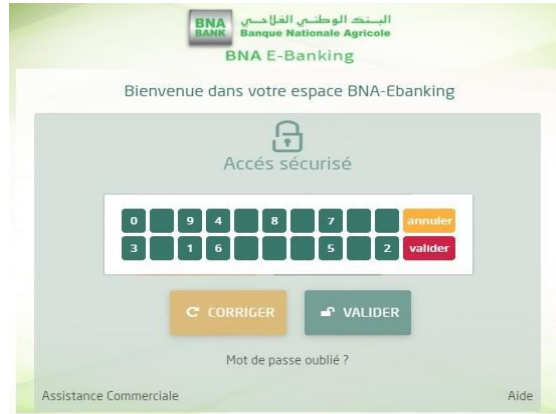 البنك الوطني الفلاحي
BNA BANK Banque Nationale Agricole
BNA E-Banking
Bienvenue dans votre espace BNA-Ebanking
Accés sécurisé
0 9 4 8 7 annuler
3 1 6 5 2 valider
CORRIGER VALIDER
Mot de passe oublié ?
Assistance Commerciale Aide